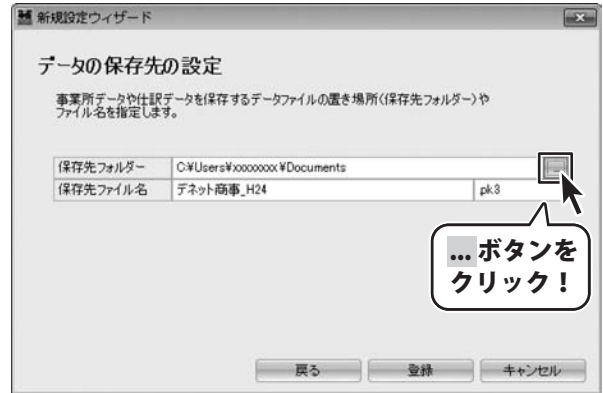 新規設定ウィザード
データの保存先の設定
事業所データや仕訳データを保存するデータファイルの置き場所(保存先フォルダー)や
ファイル名を指定します。
保存先フォルダー C:¥Users¥xxxxxxxx¥Documents ...
保存先ファイル名 デネット商事_H24 pk3
... ボタンを
クリック！
戻る 登録 キャンセル